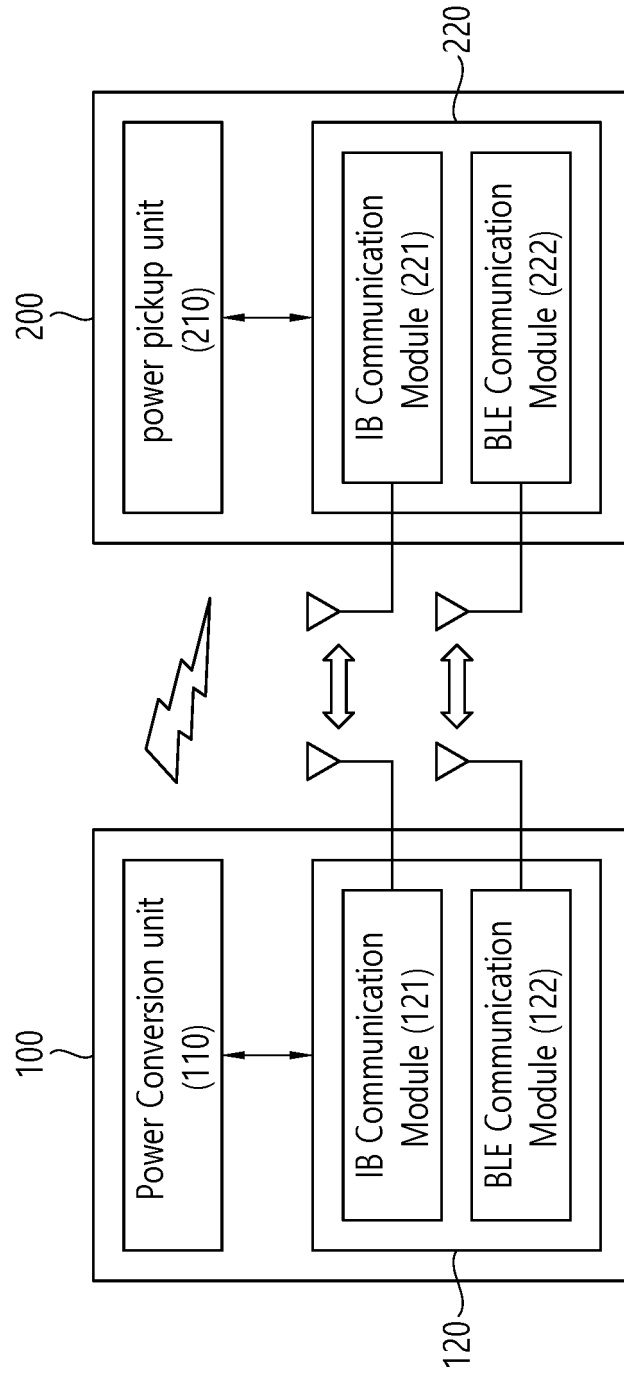 100
200
Power Conversion unit
(110)
power pickup unit
(210)
IB Communication
Module (121)
BLE Communication
Module (122)
IB Communication
Module (221)
BLE Communication
Module (222)
120
220